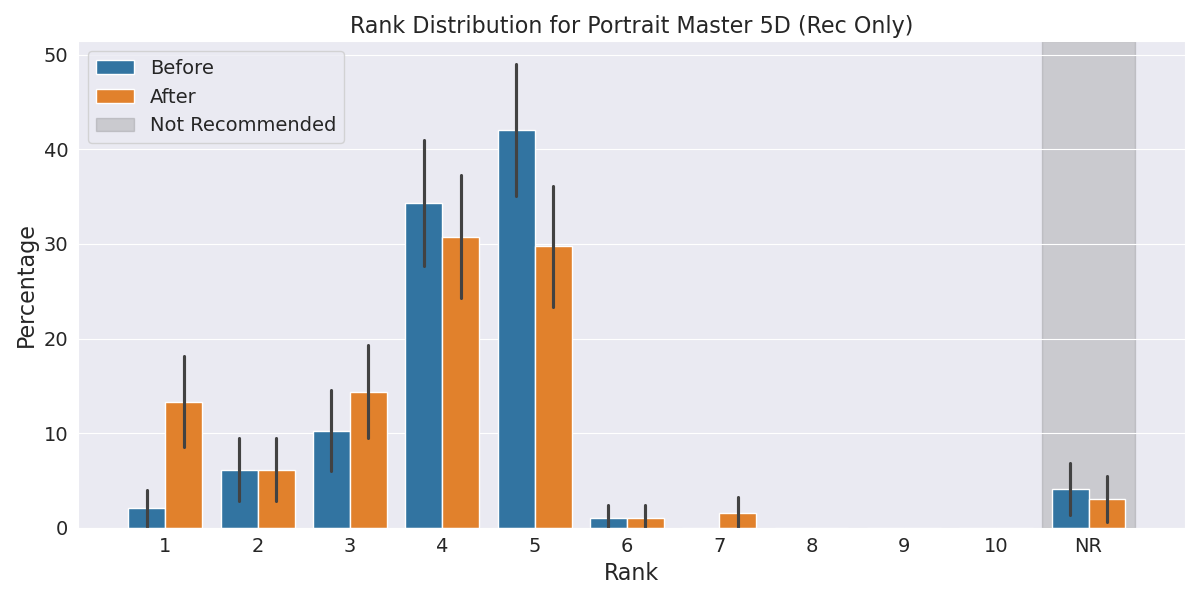 Rank Distribution for Portrait Master 5D (Rec Only)
Before
After
Not Recommended
Percentage
50
40
30
20
10
0
1 2 3 4 5 6 7 8 9 10 NR
Rank